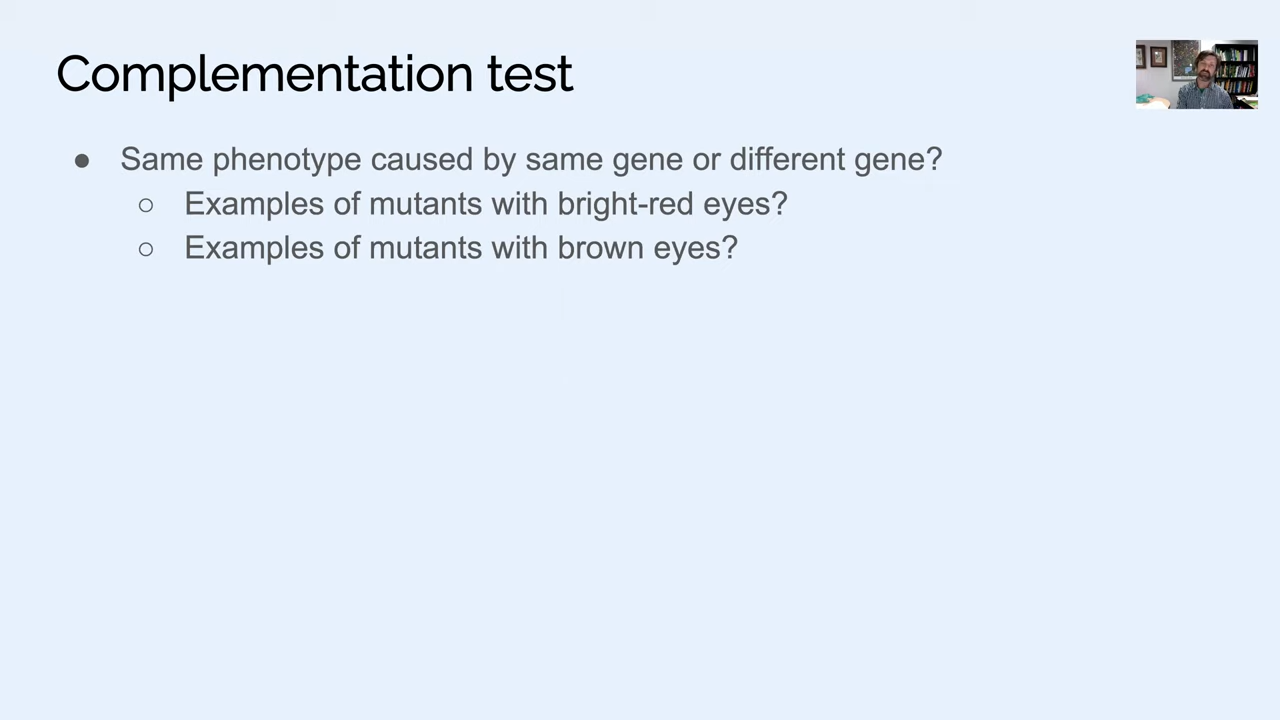 Complementation test
● Same phenotype caused by same gene or different gene?
○ Examples of mutants with bright-red eyes?
○ Examples of mutants with brown eyes?